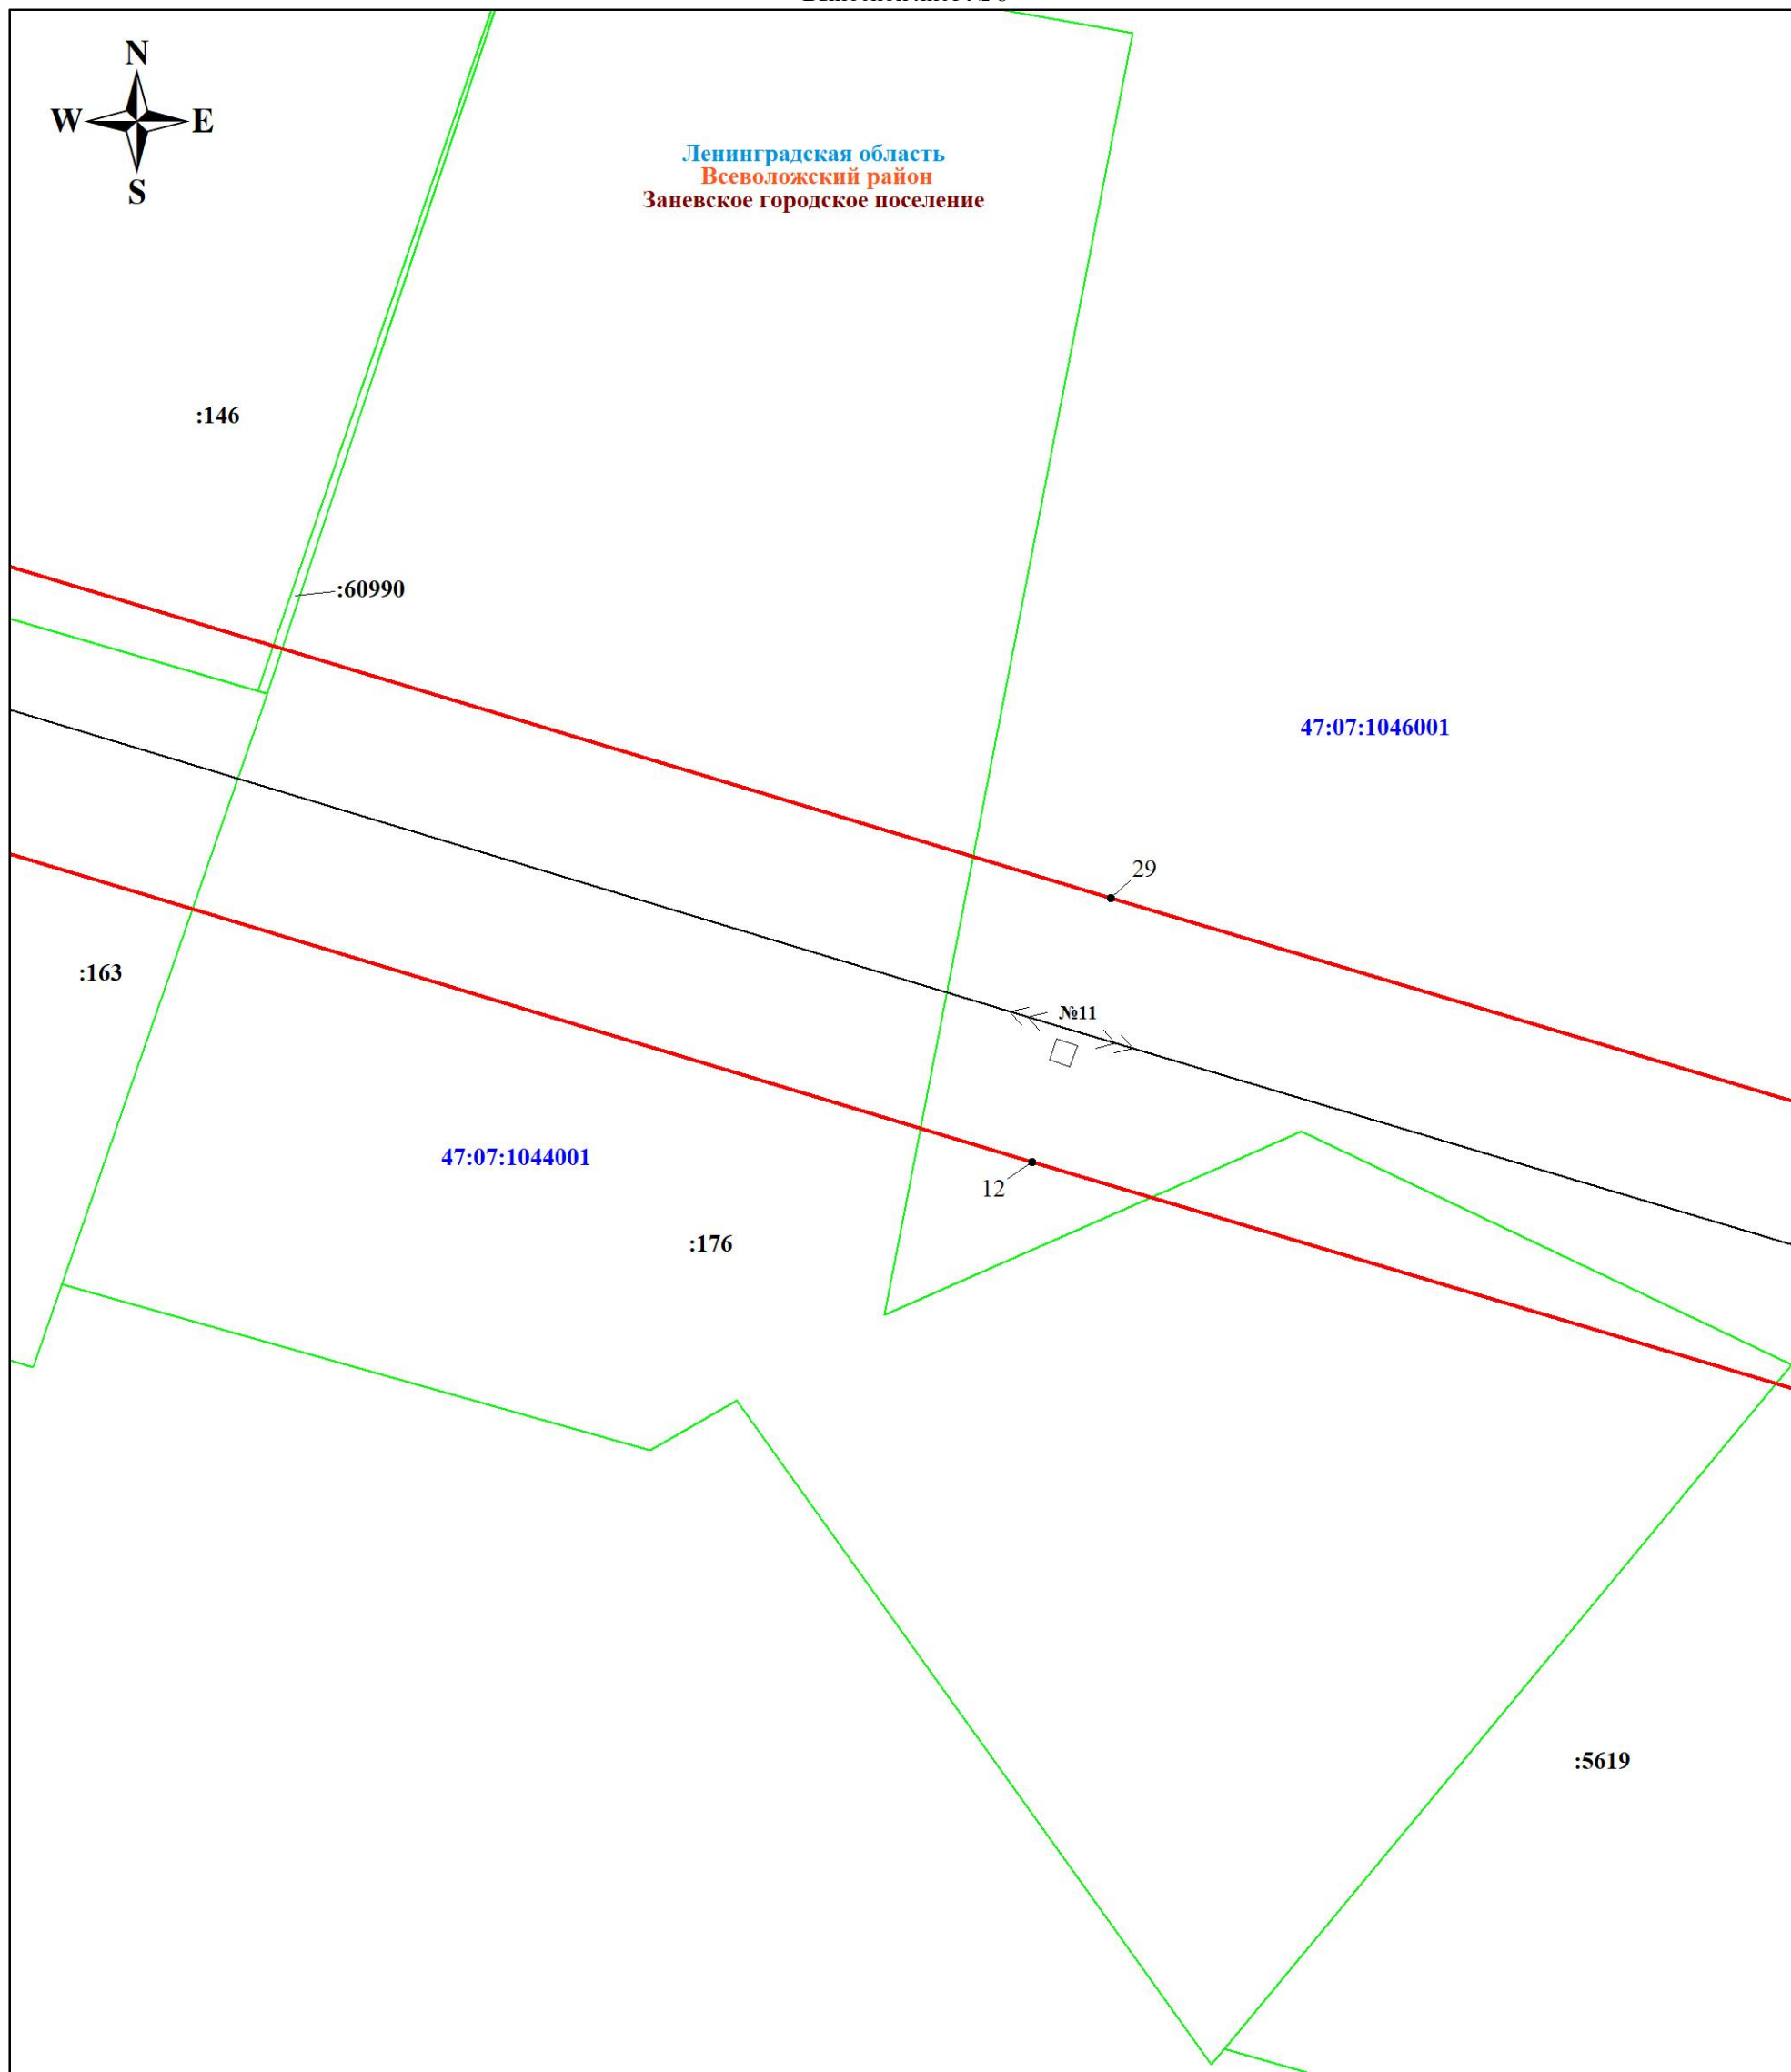 N
W E
S
Ленинградская область
Всеволожский район
Заневское городское поселение
:146
:60990
47:07:1046001
29
:163
№11
47:07:1044001
12
:176
:5619